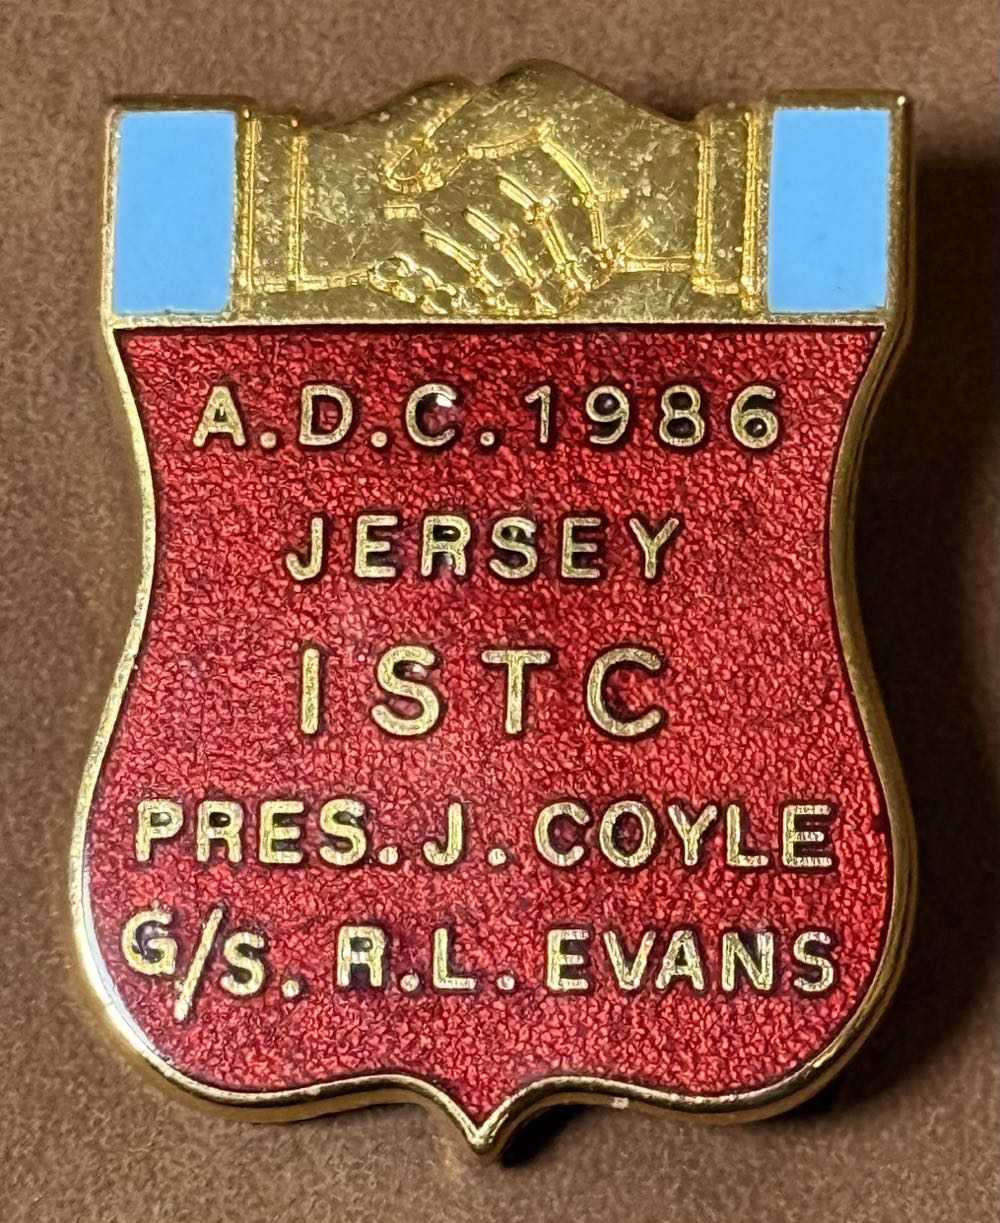 A.D.C.1986
JERSEY
ISTC
PRES. J. COYLE
G/S. R.L. EVANS